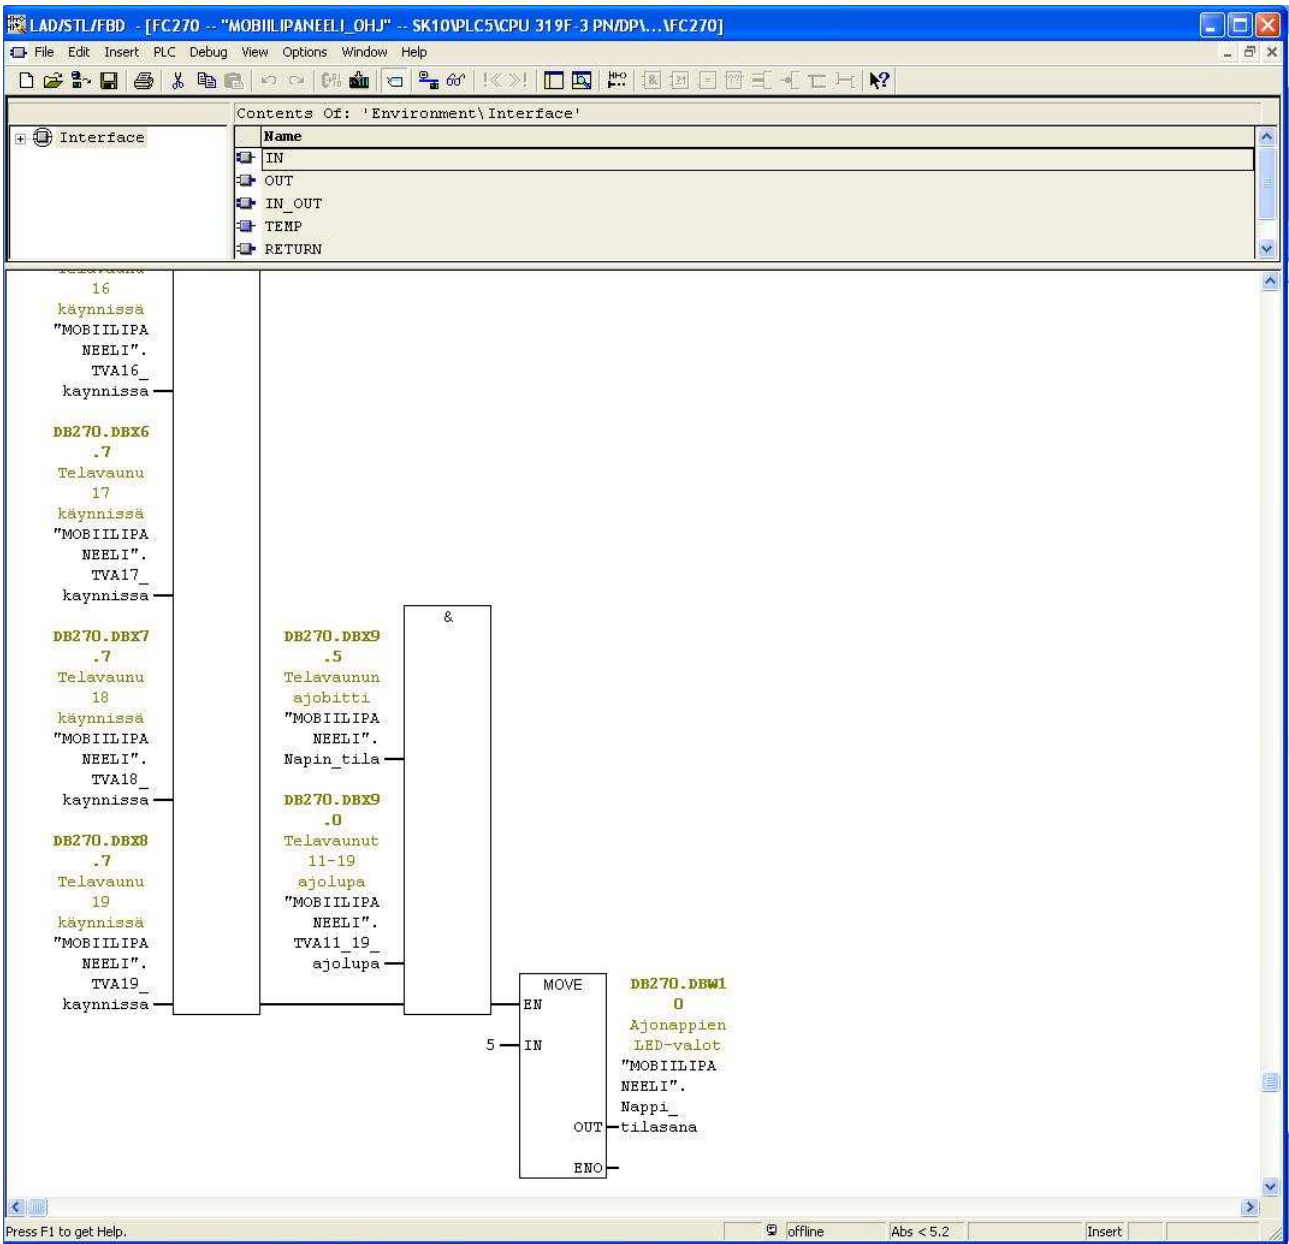 LAD/STL/FBD - [FC270 -- "MOBIILIPANEELI_OHJ" -- SK10\PLC5\CPU 319F-3 PN/DP\...\FC270]
File Edit Insert PLC Debug View Options Window Help
Contents Of: 'Environment\Interface'
Interface
Name
IN
OUT
IN_OUT
TEMP
RETURN
Telavaunu
16
käynnissä
"MOBIILIPA
NEELI".
TVA16_
kaynnissa
DB270.DBX6
.7
Telavaunu
17
käynnissä
"MOBIILIPA
NEELI".
TVA17_
kaynnissa
DB270.DBX7
.7
Telavaunu
18
käynnissä
"MOBIILIPA
NEELI".
TVA18_
kaynnissa
DB270.DBX8
.7
Telavaunu
19
käynnissä
"MOBIILIPA
NEELI".
TVA19_
kaynnissa
&
DB270.DBX9
.5
Telavaunun
ajobitti
"MOBIILIPA
NEELI".
Napin_tila
DB270.DBX9
.0
Telavaunut
11-19
ajolupa
"MOBIILIPA
NEELI".
TVA11_19_
ajolupa
MOVE
EN
5
IN
OUT
ENO
DB270.DBW1
0
Ajonappien
LED-valot
"MOBIILIPA
NEELI".
Nappi_
tilasana
Press F1 to get Help.
offline
Abs < 5.2
Insert